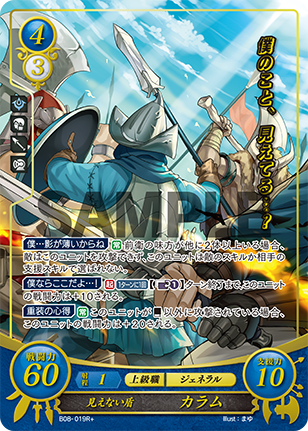 4
3
僕のこと、見えてる…?
SAMPLE
僕…影が薄いからね 常 前衛の味方が他に2体以上いる場合、
敵はこのユニットを攻撃できず、このユニットは敵のスキルか相手の
支援スキルで選ばれない。
僕ならここだよ…! 起 1ターンに1回 [1] ターン終了まで、このユニット
の戦闘力は+10される。
重装の心得 常 このユニットが 以外に攻撃されている場合、
このユニットの戦闘力は+20される。
戦闘力
60
射程 1 上級職 ジェネラル
支援力
10
見えない盾 カラム
B08-019R+ Illust:まゆ